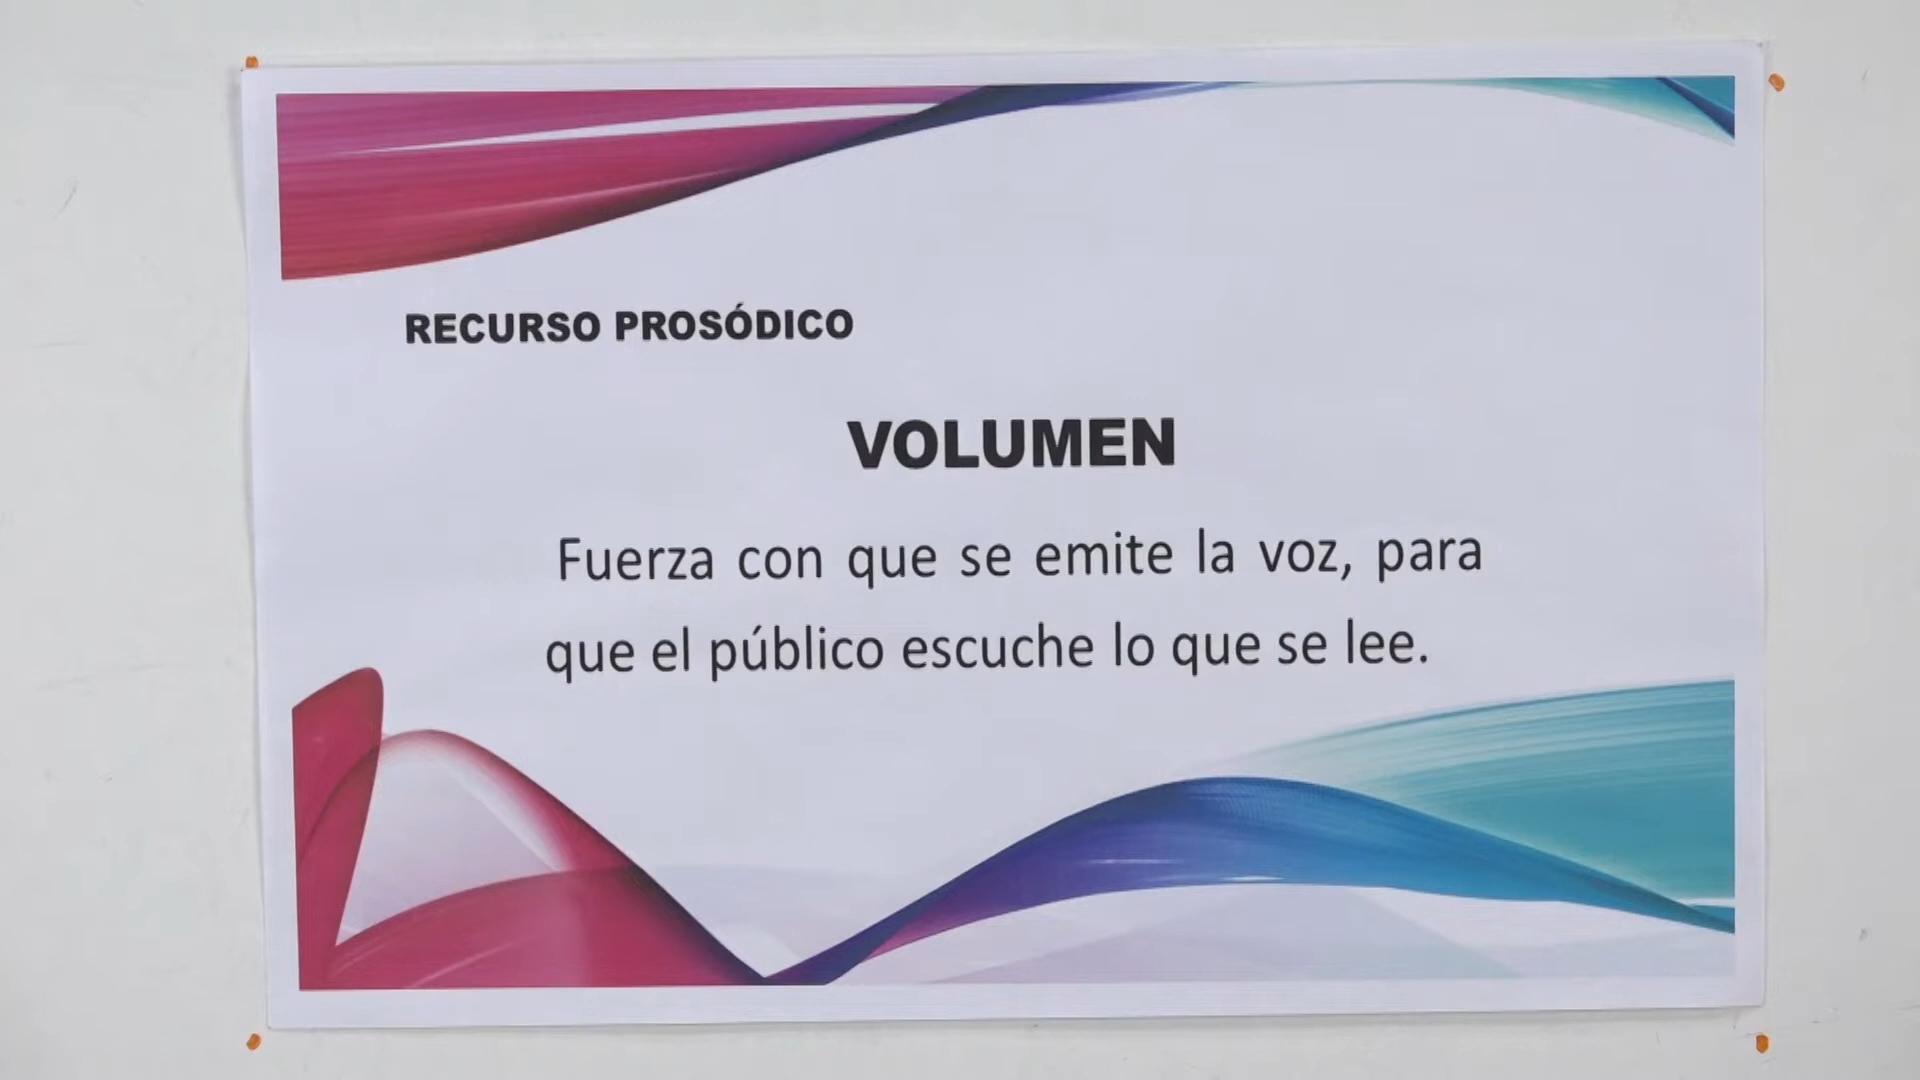 RECURSO PROSÓDICO
VOLUMEN
Fuerza con que se emite la voz, para
que el público escuche lo que se lee.